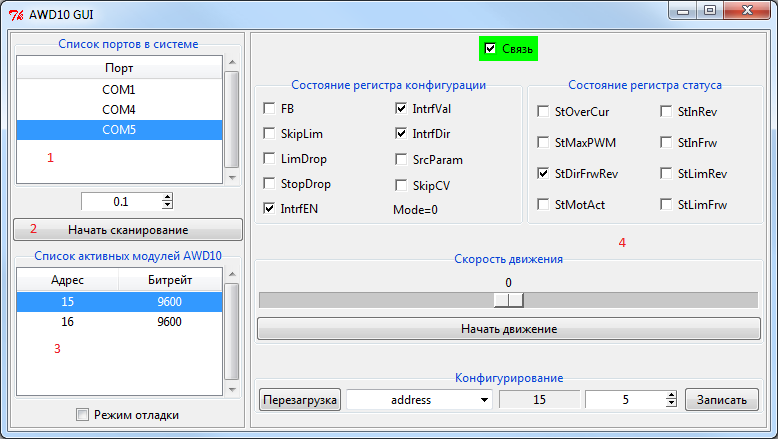 AWD10 GUI
Список портов в системе
Порт
COM1
COM4
COM5
1
0.1
2 Начать сканирование
Список активных модулей AWD10
Адрес Битрейт
15 9600
16 9600
3
Режим отладки
Связь
Состояние регистра конфигурации
FB IntrfVal
SkipLim IntrfDir
LimDrop SrcParam
StopDrop SkipCV
IntrfEN Mode=0
Состояние регистра статуса
StOverCur StInRev
StMaxPWM StInFrw
StDirFrwRev StLimRev
StMotAct StLimFrw
4
Скорость движения
0
Начать движение
Конфигурирование
Перезагрузка address 15 5 Записать